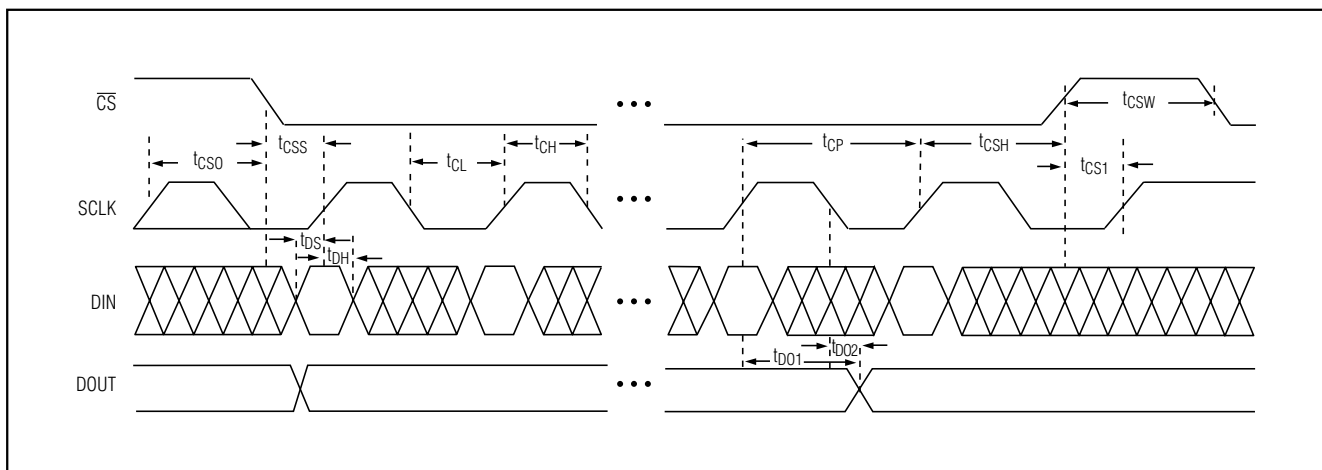 CS
tCSW
tCSS
tCH
tCP
tCSH
tCS0
tCL
tCS1
SCLK
tDS
tDH
DIN
tDO2
tDO1
DOUT